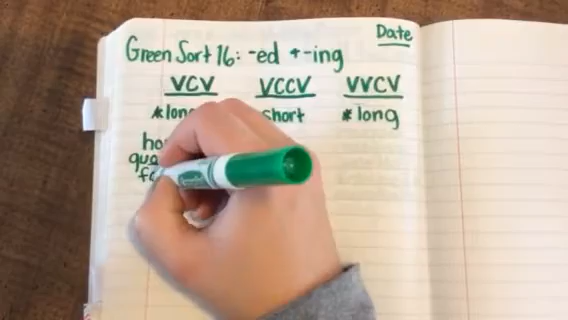 Date
Green Sort 16: -ed + -ing
VCV VCCV VVCV
*long short *long